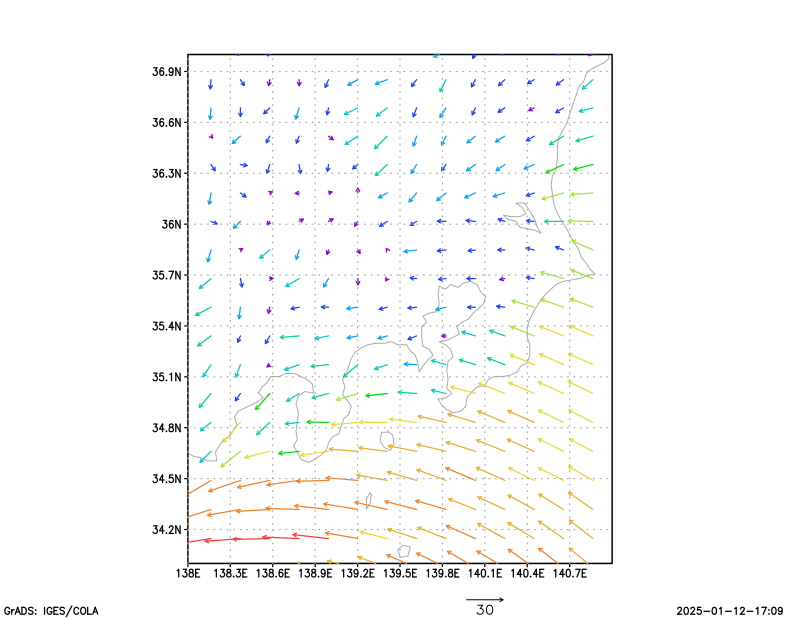 36.9N
36.6N
36.3N
36N
35.7N
35.4N
35.1N
34.8N
34.5N
34.2N
138E 138.3E 138.6E 138.9E 139.2E 139.5E 139.8E 140.1E 140.4E 140.7E
30
GrADS: IGES/COLA 2025-01-12-17:09